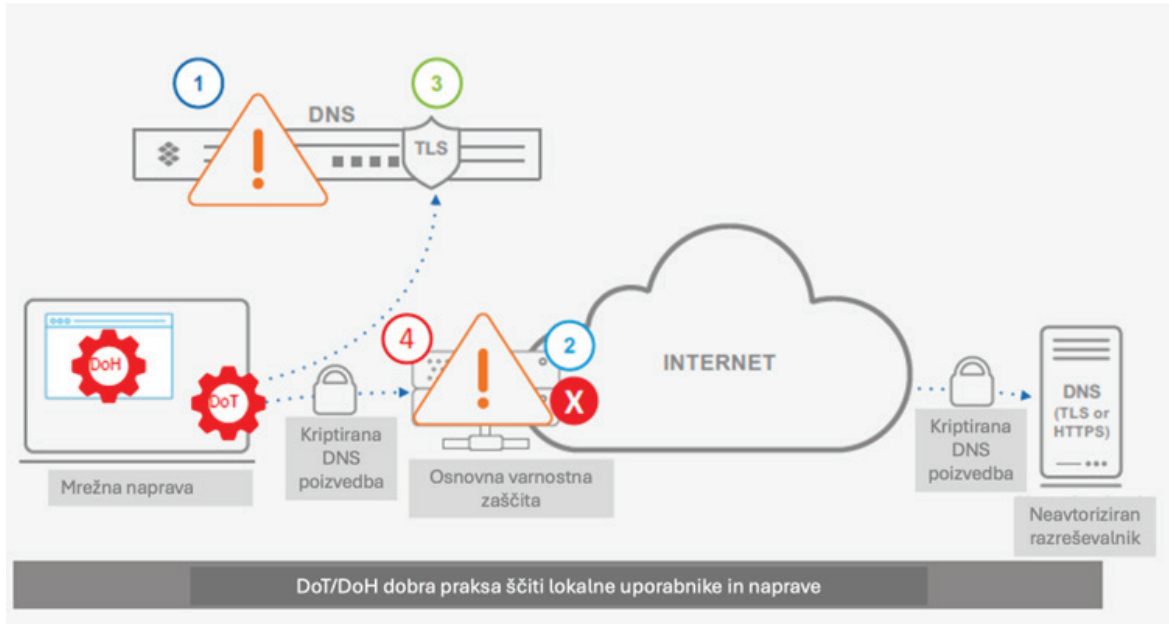 1
3
DNS
TLS
4
2
DoH
DoT
X
INTERNET
DNS
(TLS or
HTTPS)
Kriptirana
DNS
poizvedba
Kriptirana
DNS
poizvedba
Mrežna naprava
Osnovna varnostna
zaščita
Neavtoriziran
razreševalnik
DoT/DoH dobra praksa ščiti lokalne uporabnike in naprave